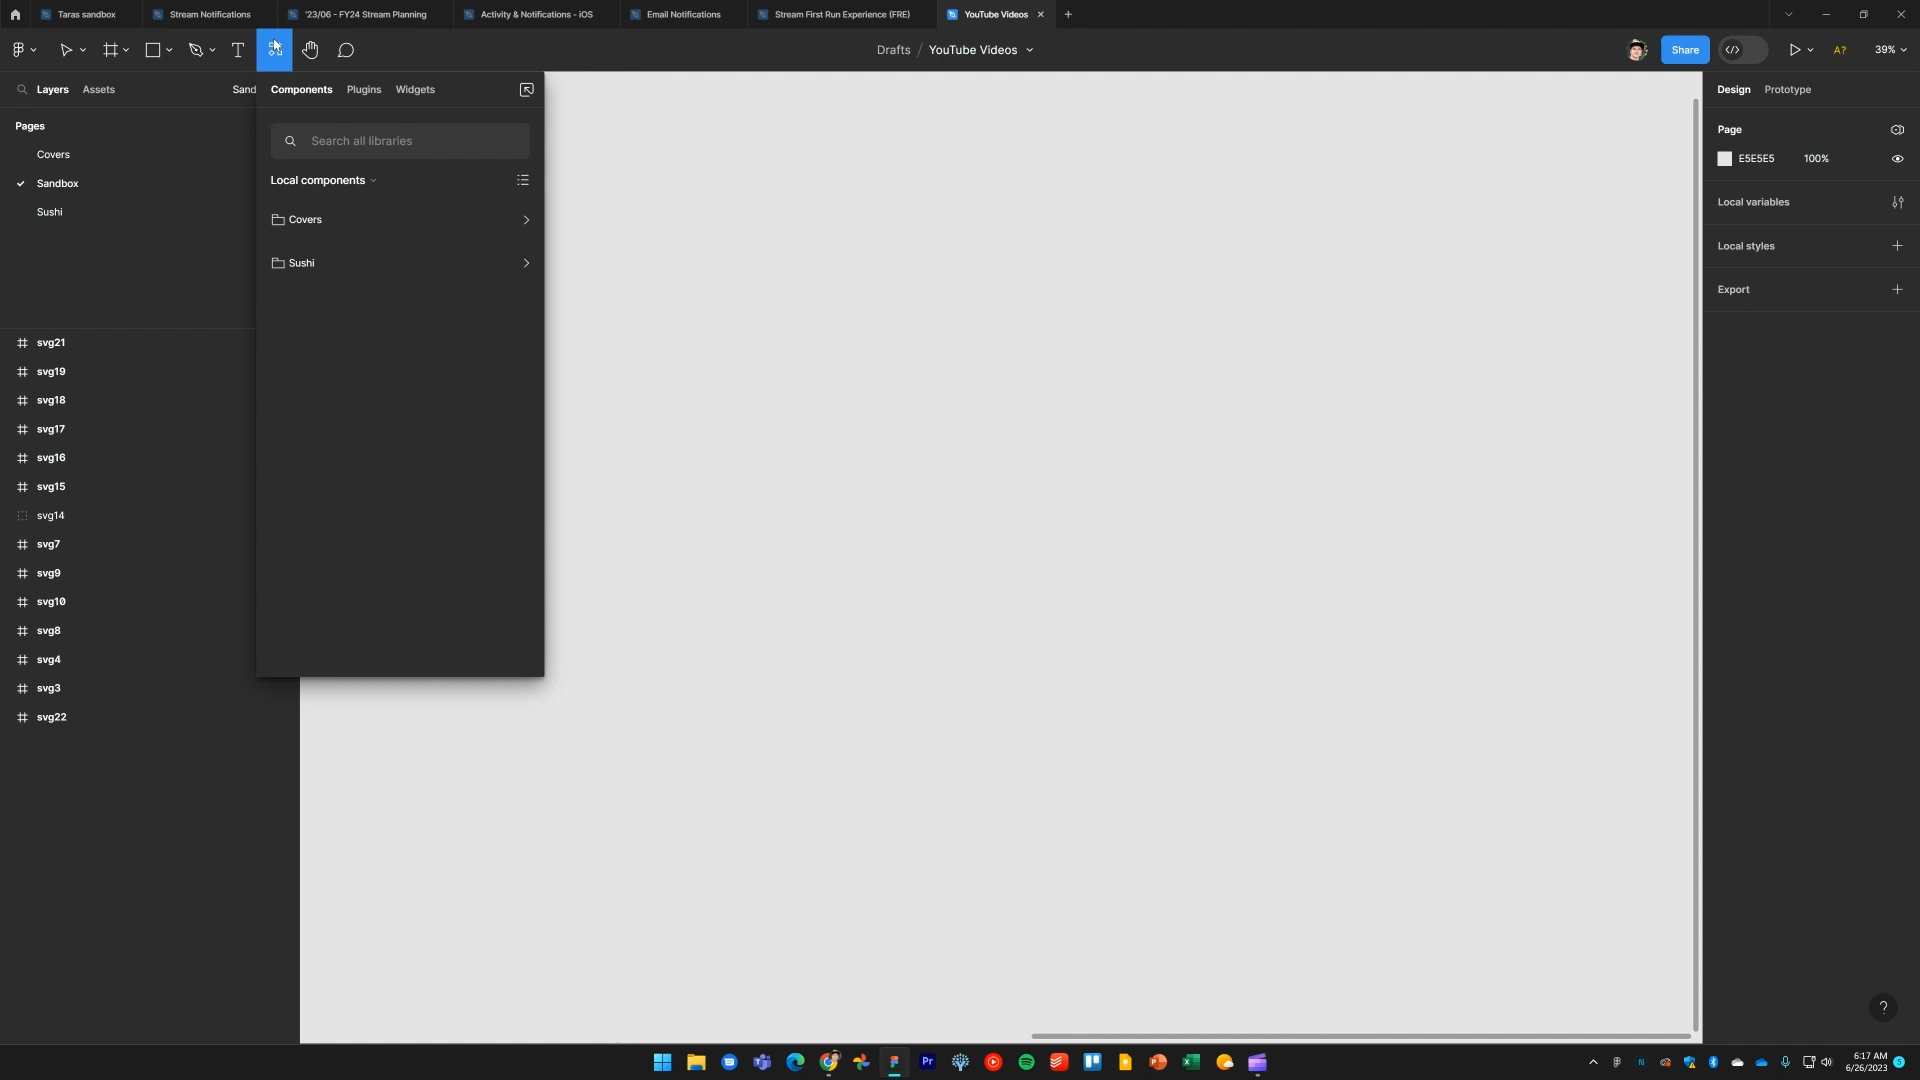 Taras sandbox
Stream Notifications
'23/06 - FY24 Stream Planning
Activity & Notifications - iOS
Email Notifications
Stream First Run Experience (FRE)
YouTube Videos
Drafts / YouTube Videos
Share
A?
39%
Layers
Assets
Sand
Components
Plugins
Widgets
Design
Prototype
Pages
Covers
Sandbox
Sushi
Search all libraries
Local components
Covers
Sushi
Page
E5E5E5
100%
Local variables
Local styles
Export
svg21
svg19
svg18
svg17
svg16
svg15
svg14
svg7
svg9
svg10
svg8
svg4
svg3
svg22
?
Pr
6:17 AM
6/26/2023
5